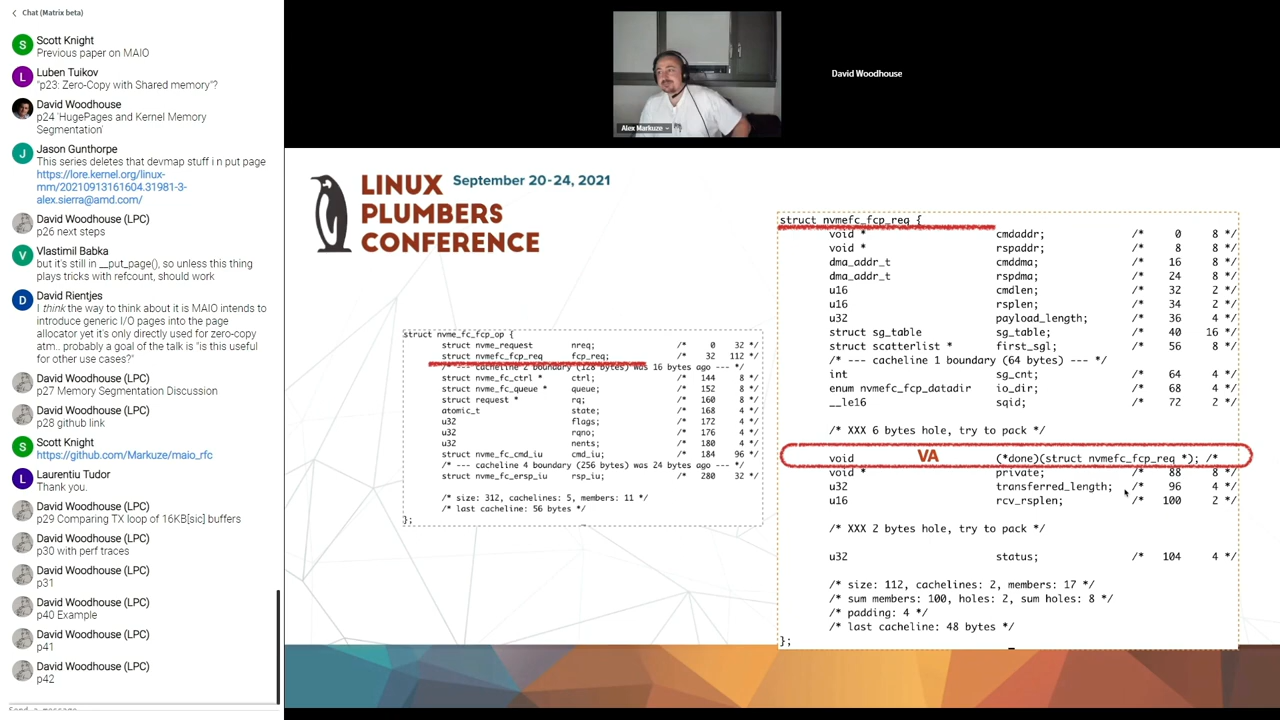 Chat (Matrix beta)
Scott Knight
Previous paper on MAIO
Luben Tuikov
"p23: Zero-Copy with Shared memory"?
David Woodhouse
p24 'HugePages and Kernel Memory
Segmentation'
Jason Gunthorpe
This series deletes that devmap stuff i n put page
https://lore.kernel.org/linux-
mm/20210913161604.31981-3-
alex.sierra@amd.com/
David Woodhouse (LPC)
p26 next steps
Vlastimil Babka
but it's still in __put_page(), so unless this thing
plays tricks with refcount, should work
David Rientjes
I think the way to think about it is MAIO intends to
introduce generic I/O pages into the page
allocator yet it's only directly used for zero-copy
atm.. probably a goal of the talk is "is this useful
for other use cases?"
David Woodhouse (LPC)
p27 Memory Segmentation Discussion
David Woodhouse (LPC)
p28 github link
Scott Knight
https://github.com/Markuze/maio_rfc
Laurentiu Tudor
Thank you.
David Woodhouse (LPC)
p29 Comparing TX loop of 16KB[sic] buffers
David Woodhouse (LPC)
p30 with perf traces
David Woodhouse (LPC)
p31
David Woodhouse (LPC)
p40 Example
David Woodhouse (LPC)
p41
David Woodhouse (LPC)
p42
Send a message
Alex Markuze
David Woodhouse
LINUX
PLUMBERS
CONFERENCE
September 20-24, 2021
struct nvme_fc_fcp_op {
struct nvme_request nreq; /* 0 32 */
struct nvmefc_fcp_req fcp_req; /* 32 112 */
/* --- cacheline 2 boundary (128 bytes) was 16 bytes ago --- */
struct nvme_fc_ctrl * ctrl; /* 144 8 */
struct nvme_fc_queue * queue; /* 152 8 */
struct request * rq; /* 160 8 */
atomic_t state; /* 168 4 */
u32 flags; /* 172 4 */
u32 rqno; /* 176 4 */
u32 nents; /* 180 4 */
struct nvme_fc_cmd_iu cmd_iu; /* 184 96 */
/* --- cacheline 4 boundary (256 bytes) was 24 bytes ago --- */
struct nvme_fc_ersp_iu rsp_iu; /* 280 32 */
/* size: 312, cachelines: 5, members: 11 */
/* last cacheline: 56 bytes */
};
struct nvmefc_fcp_req {
void * cmdaddr; /* 0 8 */
void * rspaddr; /* 8 8 */
dma_addr_t cmddma; /* 16 8 */
dma_addr_t rspdma; /* 24 8 */
u16 cmdlen; /* 32 2 */
u16 rsplen; /* 34 2 */
u32 payload_length; /* 36 4 */
struct sg_table sg_table; /* 40 16 */
struct scatterlist * first_sgl; /* 56 8 */
/* --- cacheline 1 boundary (64 bytes) --- */
int sg_cnt; /* 64 4 */
enum nvmefc_fcp_datadir io_dir; /* 68 4 */
__le16 sqid; /* 72 2 */
/* XXX 6 bytes hole, try to pack */
void VA (*done)(struct nvmefc_fcp_req *); /*
void * private; /* 88 8 */
u32 transferred_length; /* 96 4 */
u16 rcv_rsplen; /* 100 2 */
/* XXX 2 bytes hole, try to pack */
u32 status; /* 104 4 */
/* size: 112, cachelines: 2, members: 17 */
/* sum members: 100, holes: 2, sum holes: 8 */
/* padding: 4 */
/* last cacheline: 48 bytes */
};